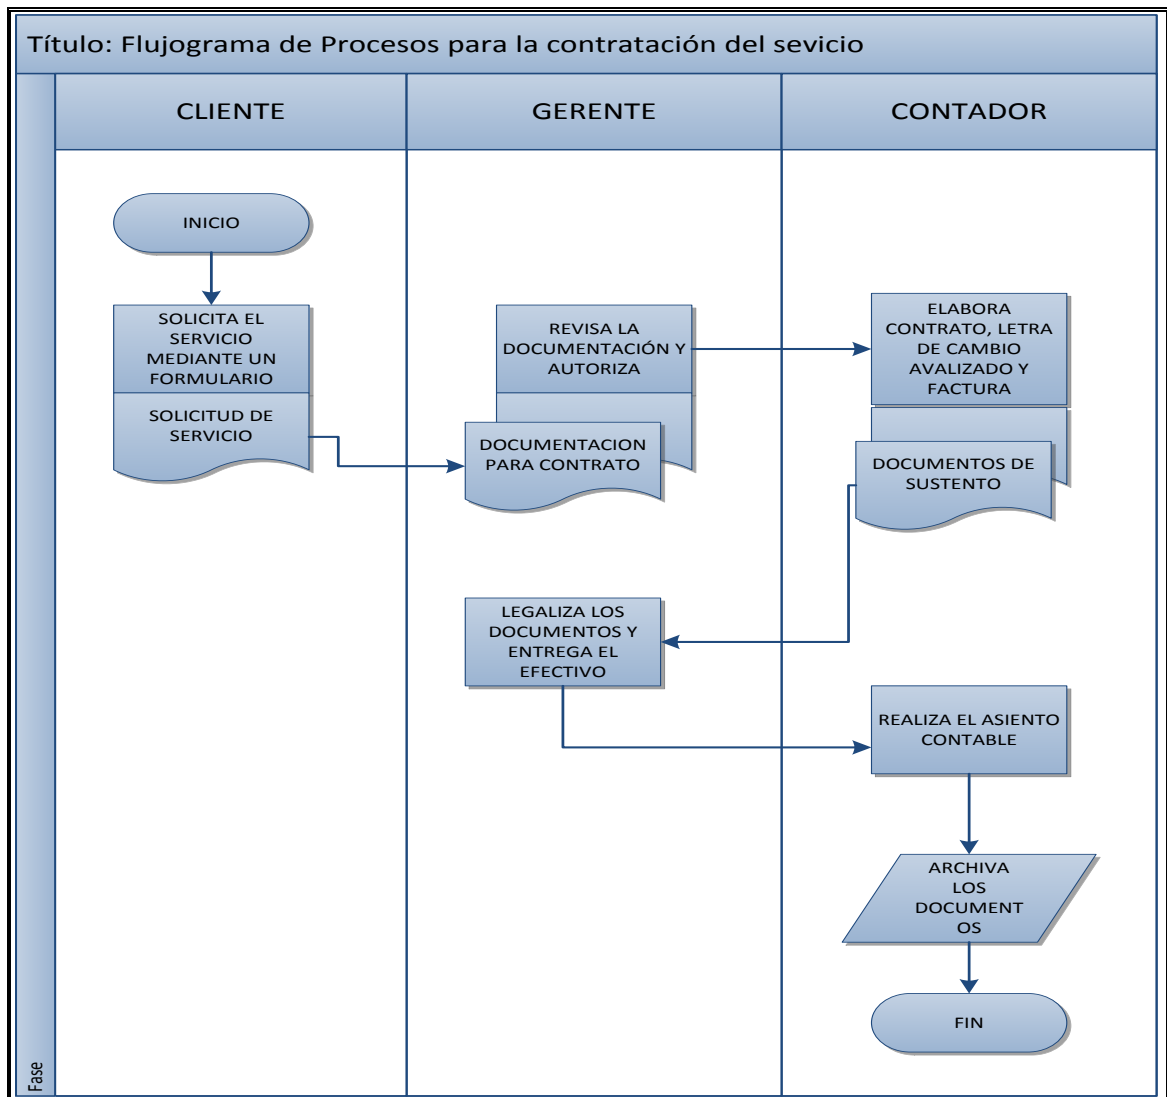 Título: Flujograma de Procesos para la contratación del sevicio
CLIENTE
GERENTE
CONTADOR
INICIO
SOLICITA EL
SERVICIO
MEDIANTE UN
FORMULARIO
SOLICITUD DE
SERVICIO
REVISA LA
DOCUMENTACIÓN Y
AUTORIZA
DOCUMENTACION
PARA CONTRATO
ELABORA
CONTRATO, LETRA
DE CAMBIO
AVALIZADO Y
FACTURA
DOCUMENTOS DE
SUSTENTO
LEGALIZA LOS
DOCUMENTOS Y
ENTREGA EL
EFECTIVO
REALIZA EL ASIENTO
CONTABLE
ARCHIVA
LOS
DOCUMENT
OS
FIN
Fase